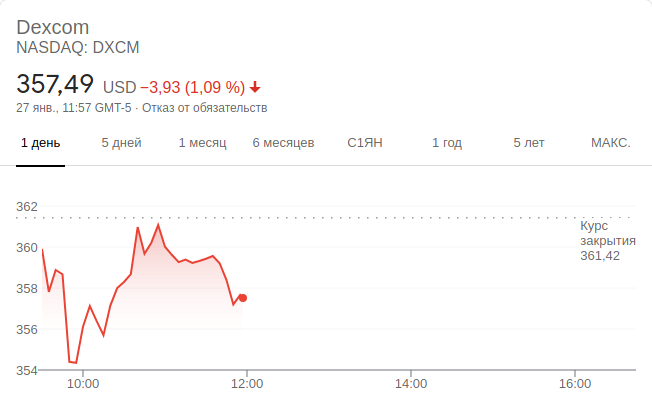 Dexcom
NASDAQ: DXCM
357,49 USD −3,93 (1,09 %)
27 янв., 11:57 GMT-5 · Отказ от обязательств
1 день 5 дней 1 месяц 6 месяцев С1ЯН 1 год 5 лет МАКС.
362
Курс
закрытия
361,42
360
358
356
354
10:00 12:00 14:00 16:00